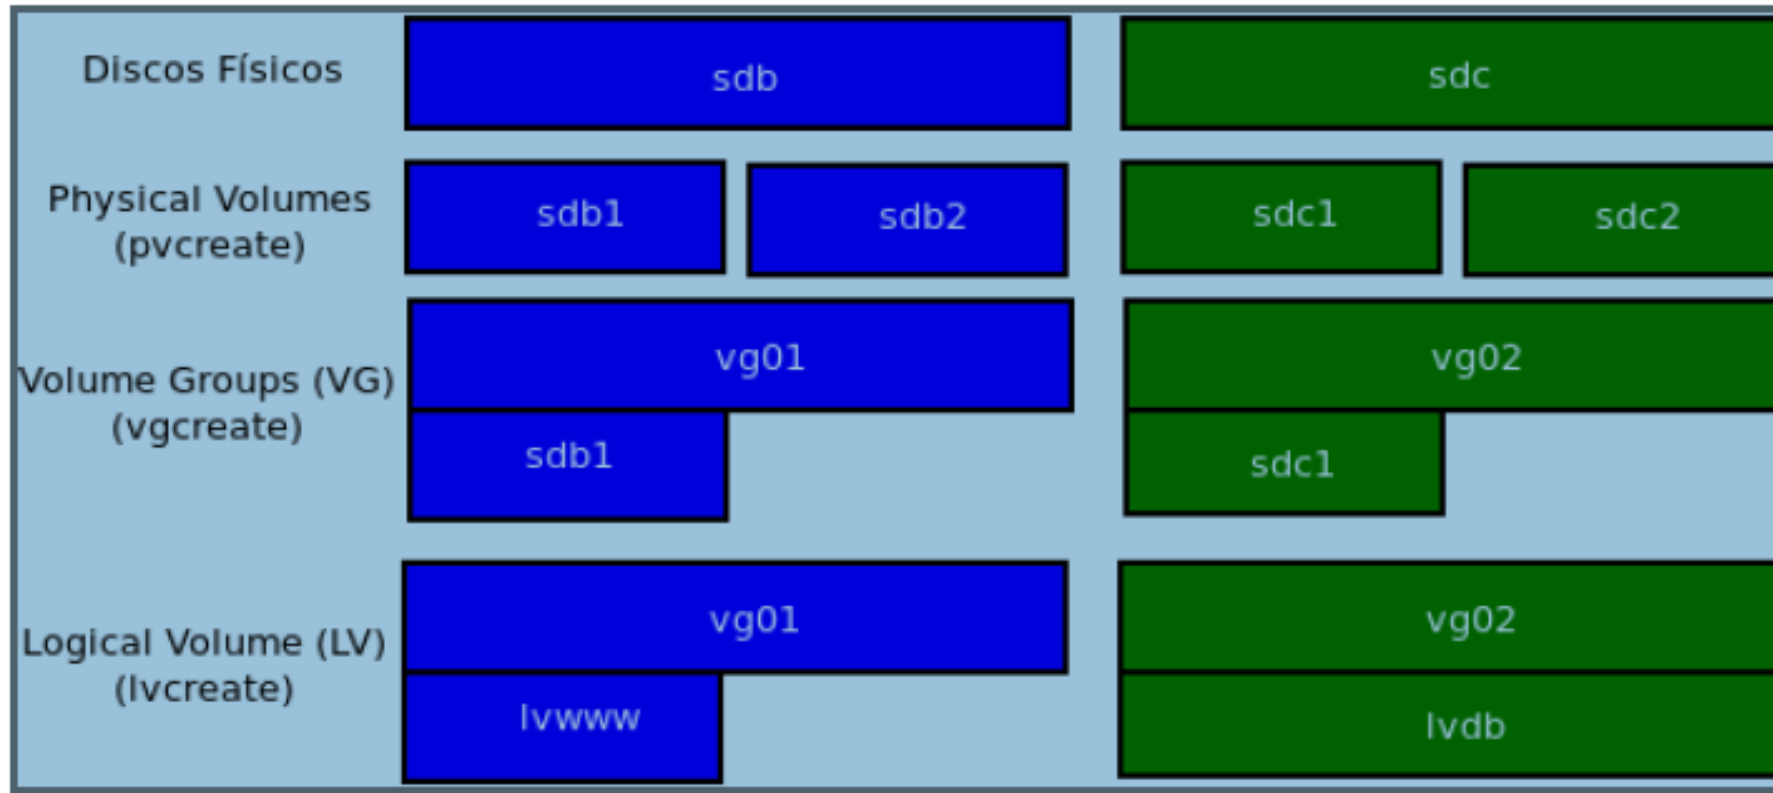 Discos Físicos
sdb
sdc
Physical Volumes
(pvcreate)
sdb1
sdb2
sdc1
sdc2
Volume Groups (VG)
(vgcreate)
vg01
vg02
sdb1
sdc1
Logical Volume (LV)
(lvcreate)
vg01
vg02
lvwww
lvdb